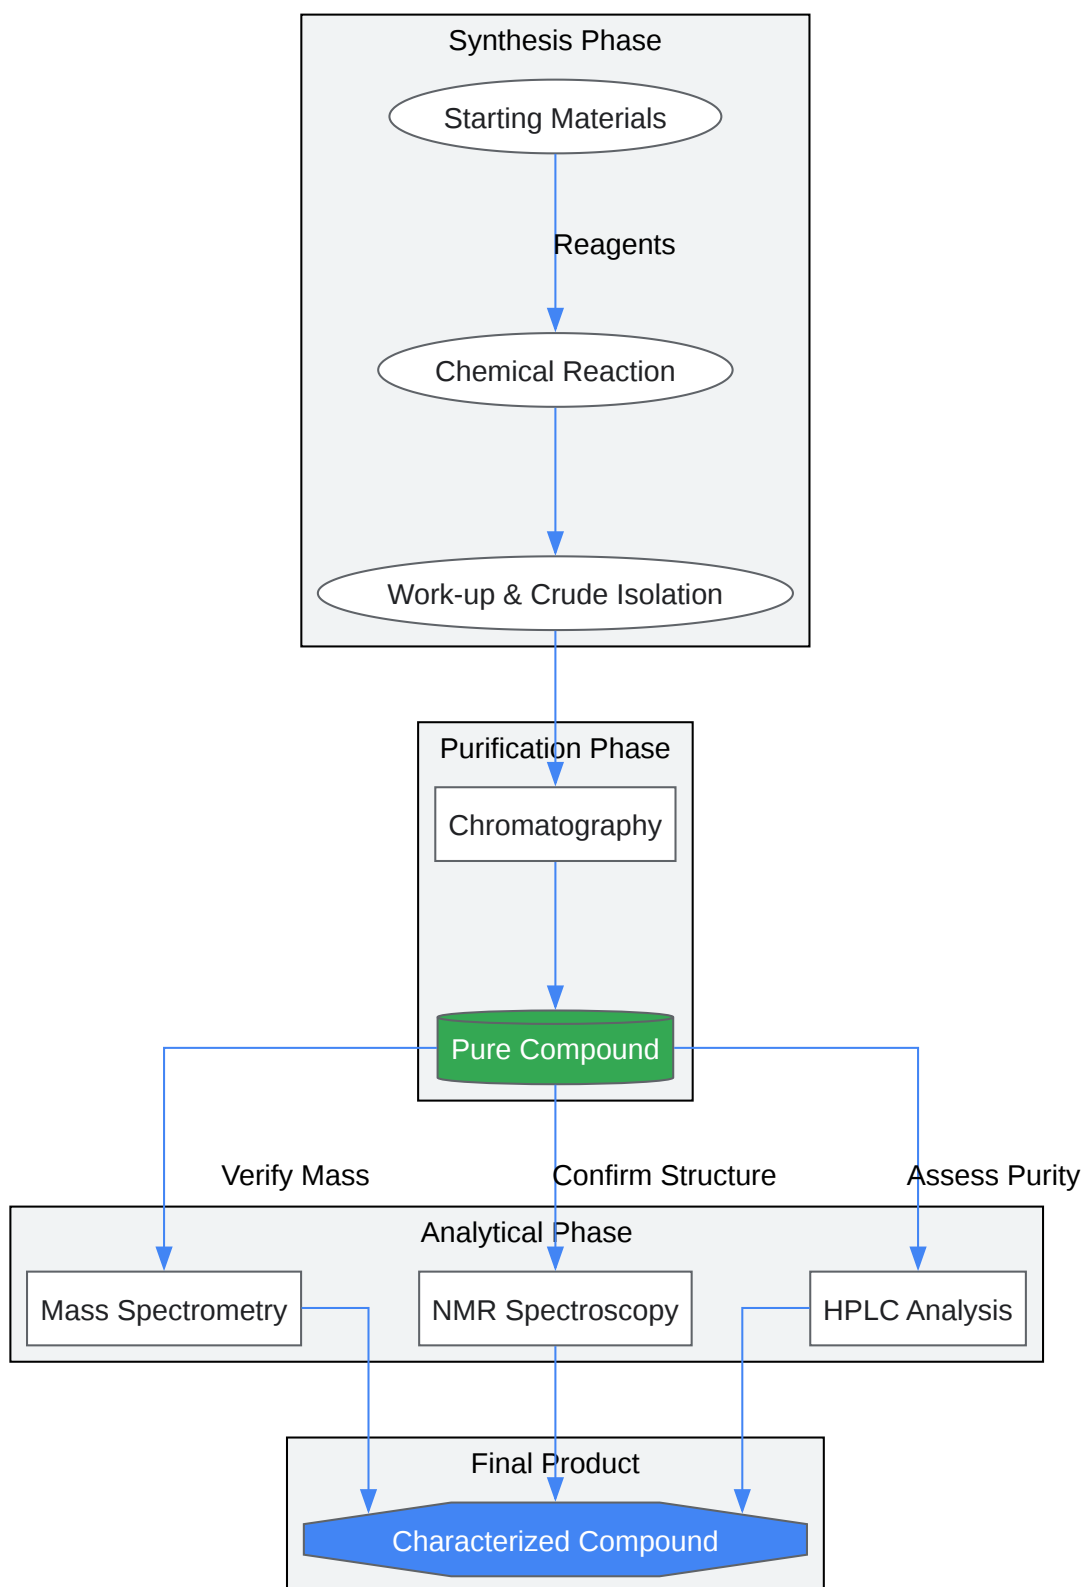 Synthesis Phase
Starting Materials
Reagents
Chemical Reaction
Work-up & Crude Isolation
Purification Phase
Chromatography
Pure Compound
Verify Mass
Confirm Structure
Assess Purity
Analytical Phase
Mass Spectrometry
NMR Spectroscopy
HPLC Analysis
Final Product
Characterized Compound